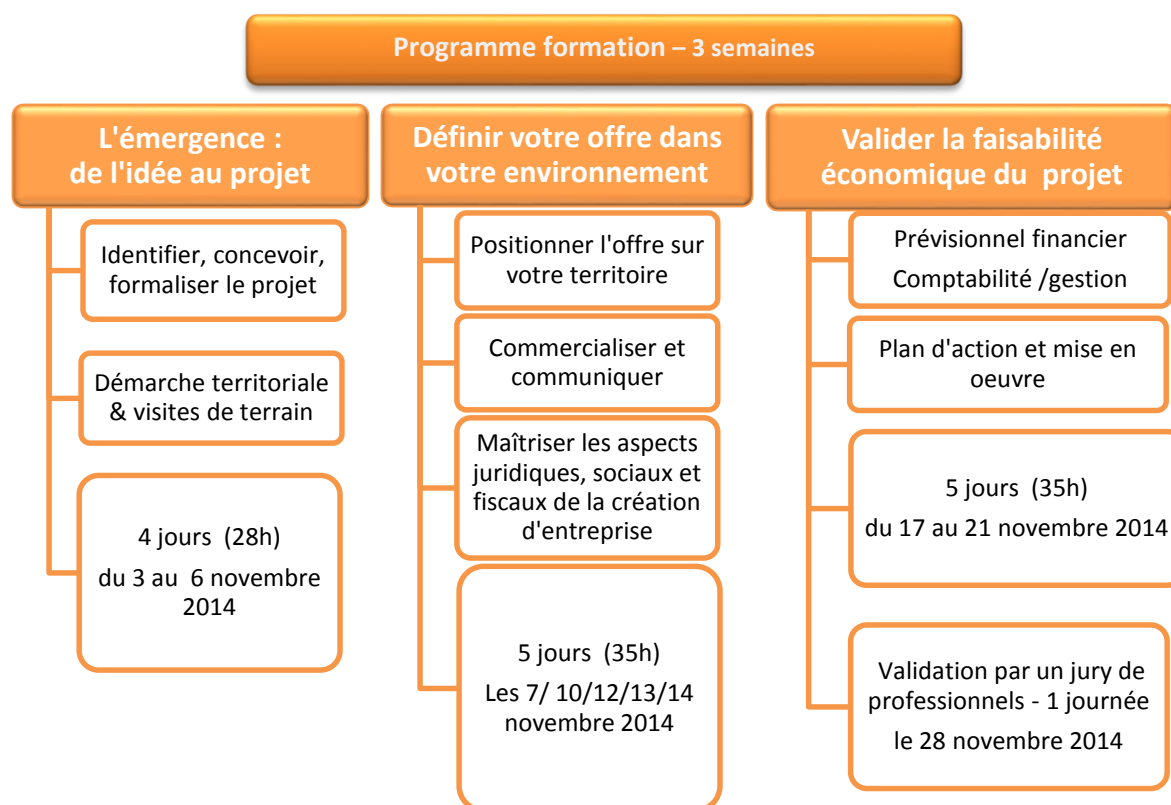 Programme formation – 3 semaines
L'émergence :
de l'idée au projet
Identifier, concevoir,
formaliser le projet
Démarche territoriale
& visites de terrain
4 jours (28h)
du 3 au 6 novembre
2014
Définir votre offre dans
votre environnement
Positionner l'offre sur
votre territoire
Commercialiser et
communiquer
Maîtriser les aspects
juridiques, sociaux et
fiscaux de la création
d'entreprise
5 jours (35h)
Les 7/ 10/12/13/14
novembre 2014
Valider la faisabilité
économique du projet
Prévisionnel financier
Comptabilité /gestion
Plan d'action et mise en
oeuvre
5 jours (35h)
du 17 au 21 novembre 2014
Validation par un jury de
professionnels - 1 journée
le 28 novembre 2014